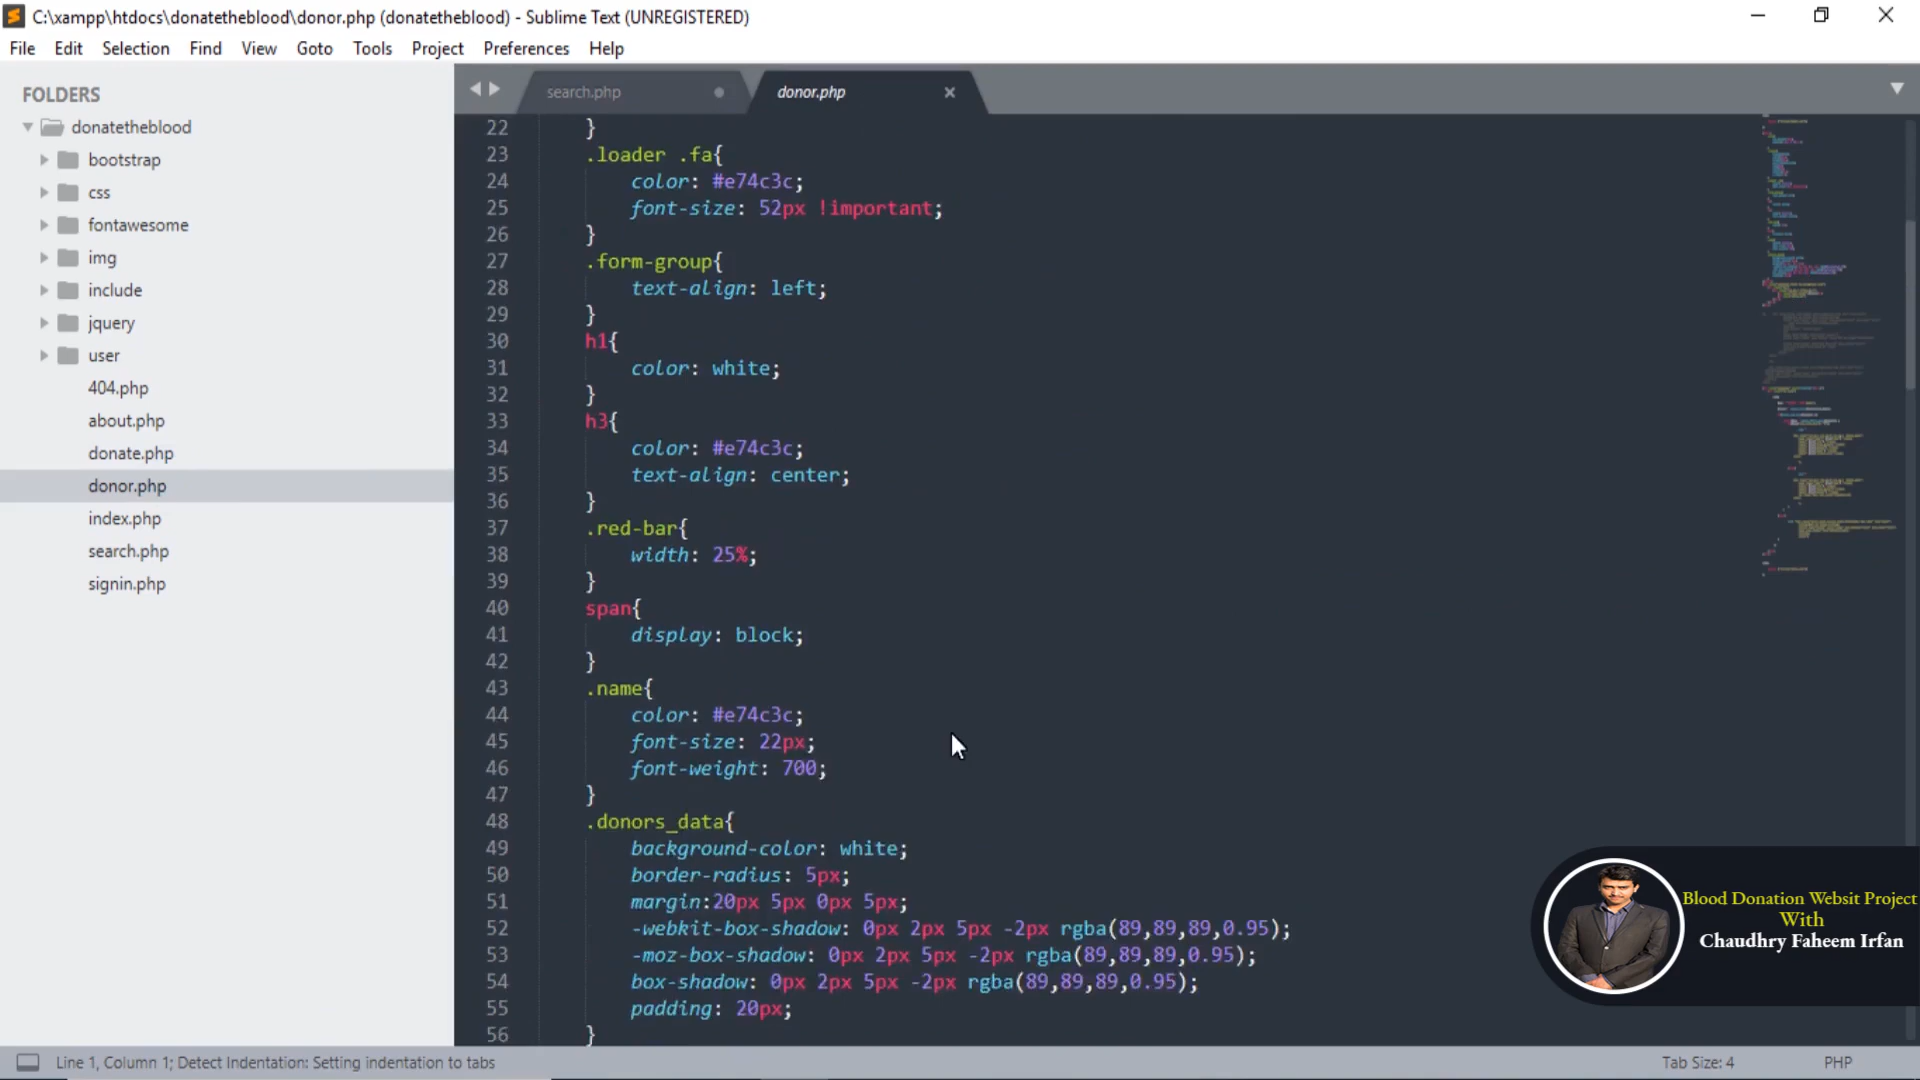 C:\xampp\htdocs\donatetheblood\donor.php (donatetheblood) - Sublime Text (UNREGISTERED)
File Edit Selection Find View Goto Tools Project Preferences Help
FOLDERS
donatetheblood
bootstrap
css
fontawesome
img
include
jquery
user
404.php
about.php
donate.php
donor.php
index.php
search.php
signin.php
search.php donor.php
22 }
23 .loader .fa{
24 color: #e74c3c;
25 font-size: 52px !important;
26 }
27 .form-group{
28 text-align: left;
29 }
30 h1{
31 color: white;
32 }
33 h3{
34 color: #e74c3c;
35 text-align: center;
36 }
37 .red-bar{
38 width: 25%;
39 }
40 span{
41 display: block;
42 }
43 .name{
44 color: #e74c3c;
45 font-size: 22px;
46 font-weight: 700;
47 }
48 .donors_data{
49 background-color: white;
50 border-radius: 5px;
51 margin:20px 5px 0px 5px;
52 -webkit-box-shadow: 0px 2px 5px -2px rgba(89,89,89,0.95);
53 -moz-box-shadow: 0px 2px 5px -2px rgba(89,89,89,0.95);
54 box-shadow: 0px 2px 5px -2px rgba(89,89,89,0.95);
55 padding: 20px;
56 }
Blood Donation Websit Project
With
Chaudhry Faheem Irfan
Line 1, Column 1; Detect Indentation: Setting indentation to tabs
Tab Size: 4 PHP